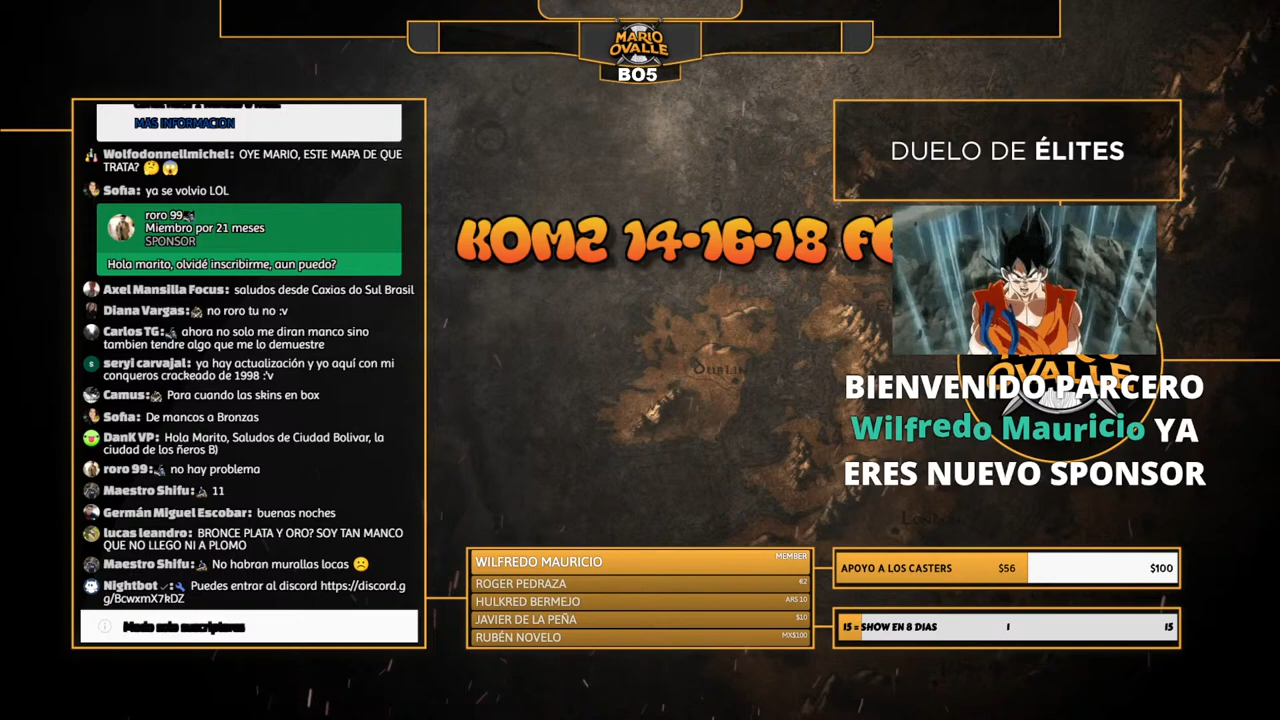 MARIO
OVALLE
BO5
MAS INFORMACION
Wolfodonnellmichel: OYE MARIO, ESTE MAPA DE QUE
TRATA? 🤔 😱
Sofia: ya se volvio LOL
roro 99
Miembro por 21 meses
SPONSOR
Hola marito, olvidé inscribirme, aun puedo?
Axel Mansilla Focus: saludos desde Caxias do Sul Brasil
Diana Vargas: no roro tu no :v
Carlos TG: ahora no solo me diran manco sino
tambien tendre algo que me lo demuestre
S
seryi carvajal: ya hay actualización y yo aquí con mi
conqueros crackeado de 1998 :'v
Camus: Para cuando las skins en box
Sofia: De mancos a Bronzas
DanK VP: Hola Marito, Saludos de Ciudad Bolivar, la
ciudad de los ñeros B)
roro 99: no hay problema
Maestro Shifu: 11
Germán Miguel Escobar: buenas noches
lucas leandro: BRONCE PLATA Y ORO? SOY TAN MANCO
QUE NO LLEGO NI A PLOMO
Maestro Shifu: No habran murallas locas ☹️
Nightbot ✓: Puedes entrar al discord https://discord.g
g/BcwxmX7kDZ
Modo solo suscriptores
KOM2 14•16•18 FE
DUBLIN
LONDON
DUELO DE ÉLITES
OVALLE
BIENVENIDO PARCERO
Wilfredo Mauricio YA
ERES NUEVO SPONSOR
WILFREDO MAURICIO MEMBER
ROGER PEDRAZA €2
HULKRED BERMEJO ARS 10
JAVIER DE LA PEÑA $10
RUBÉN NOVELO MX$100
APOYO A LOS CASTERS $56 $100
15 = SHOW EN 8 DIAS 1 15